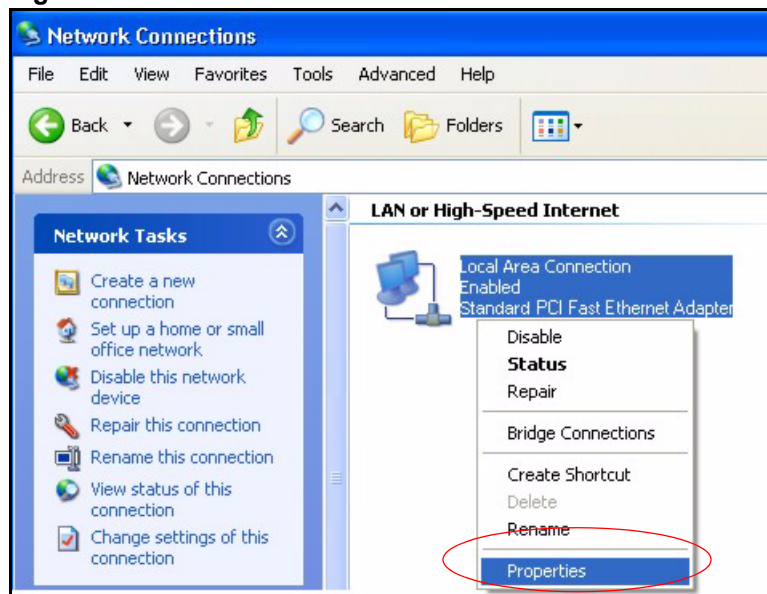 Network Connections
File Edit View Favorites Tools Advanced Help
Back Search Folders
Address Network Connections
Network Tasks
Create a new
connection
Set up a home or small
office network
Disable this network
device
Repair this connection
Rename this connection
View status of this
connection
Change settings of this
connection
LAN or High-Speed Internet
Local Area Connection
Enabled
Standard PCI Fast Ethernet Adapter
Disable
Status
Repair
Bridge Connections
Create Shortcut
Delete
Rename
Properties